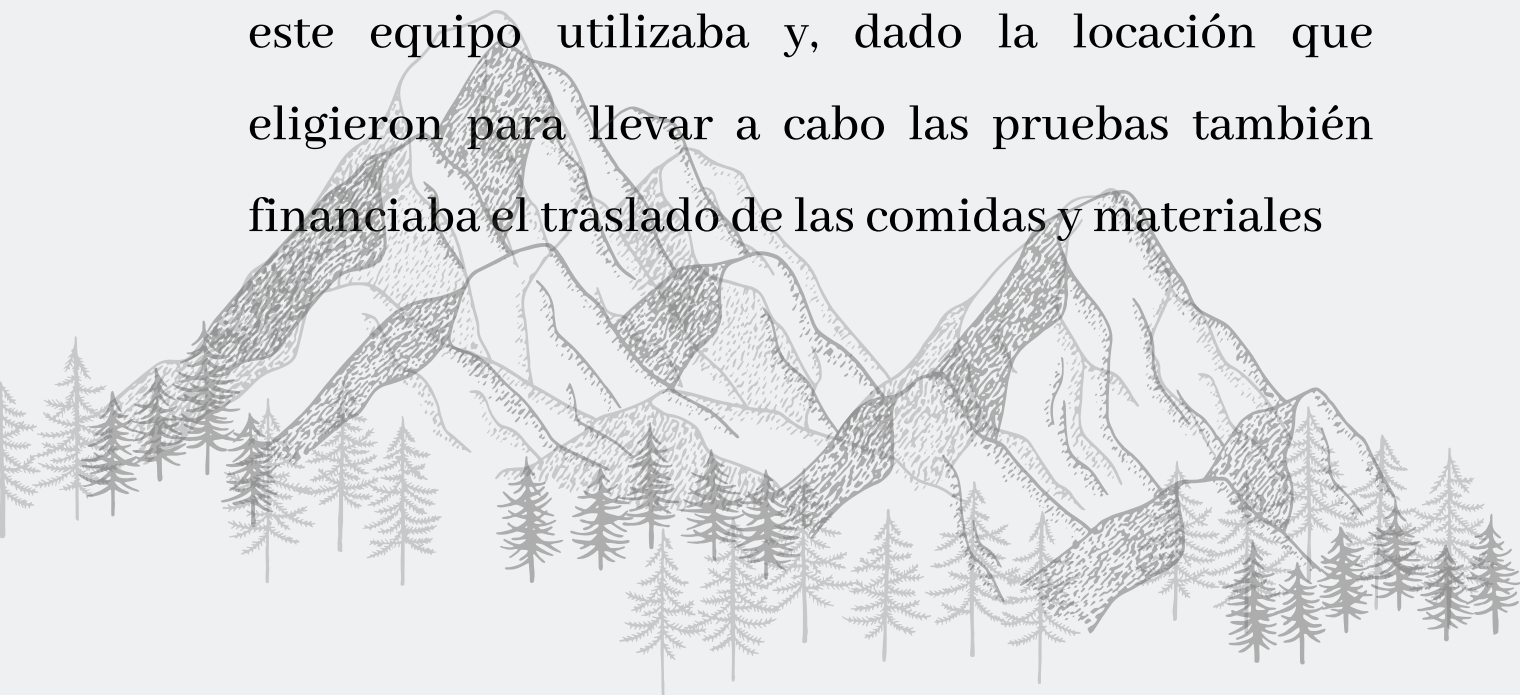 este equipo utilizaba y, dado la locación que
eligieron para llevar a cabo las pruebas también
financiaba el traslado de las comidas y materiales